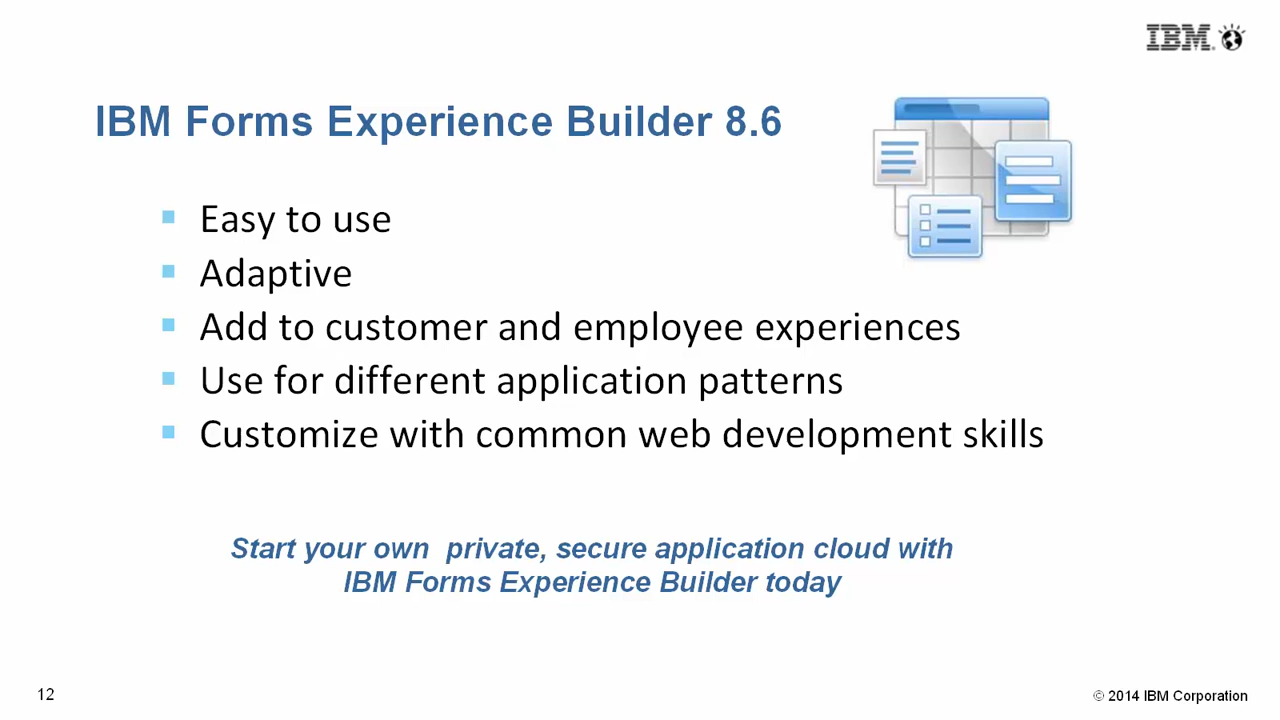 IBM
IBM Forms Experience Builder 8.6
Easy to use
Adaptive
Add to customer and employee experiences
Use for different application patterns
Customize with common web development skills
Start your own  private, secure application cloud with
IBM Forms Experience Builder today
12
© 2014 IBM Corporation